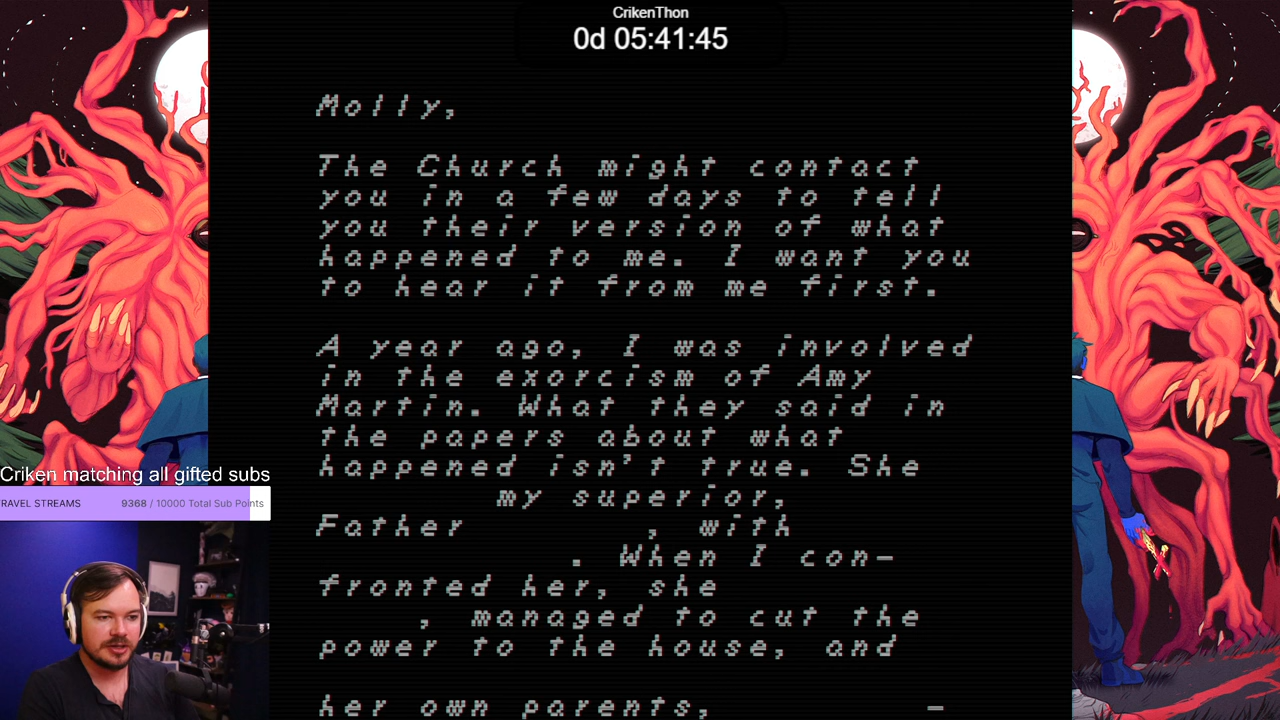 CrikenThon
0d 05:41:45
Molly,
The Church might contact
you in a few days to tell
you their version of what
happened to me. I want you
to hear it from me first.
A year ago, I was involved
in the exorcism of Amy
Martin. What they said in
the papers about what
happened isn't true. She
my superior,
Father , with
. When I con-
fronted her, she
, managed to cut the
power to the house, and
her own parents, -
Criken matching all gifted subs
RAVEL STREAMS 9368 / 10000 Total Sub Points